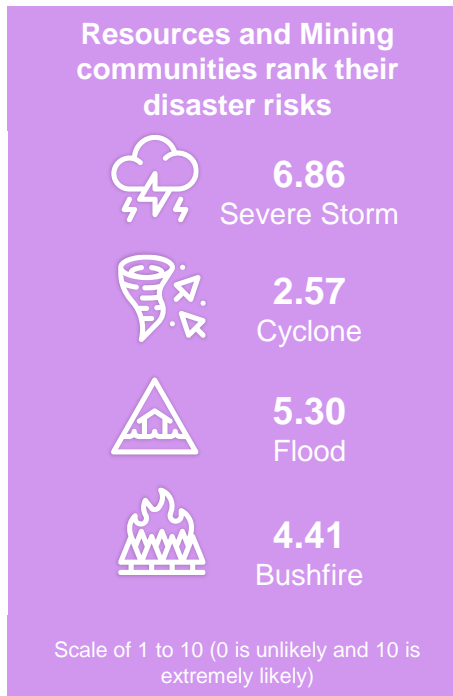 Resources and Mining
communities rank their
disaster risks
6.86
Severe Storm
2.57
Cyclone
5.30
Flood
4.41
Bushfire
Scale of 1 to 10 (0 is unlikely and 10 is
extremely likely)